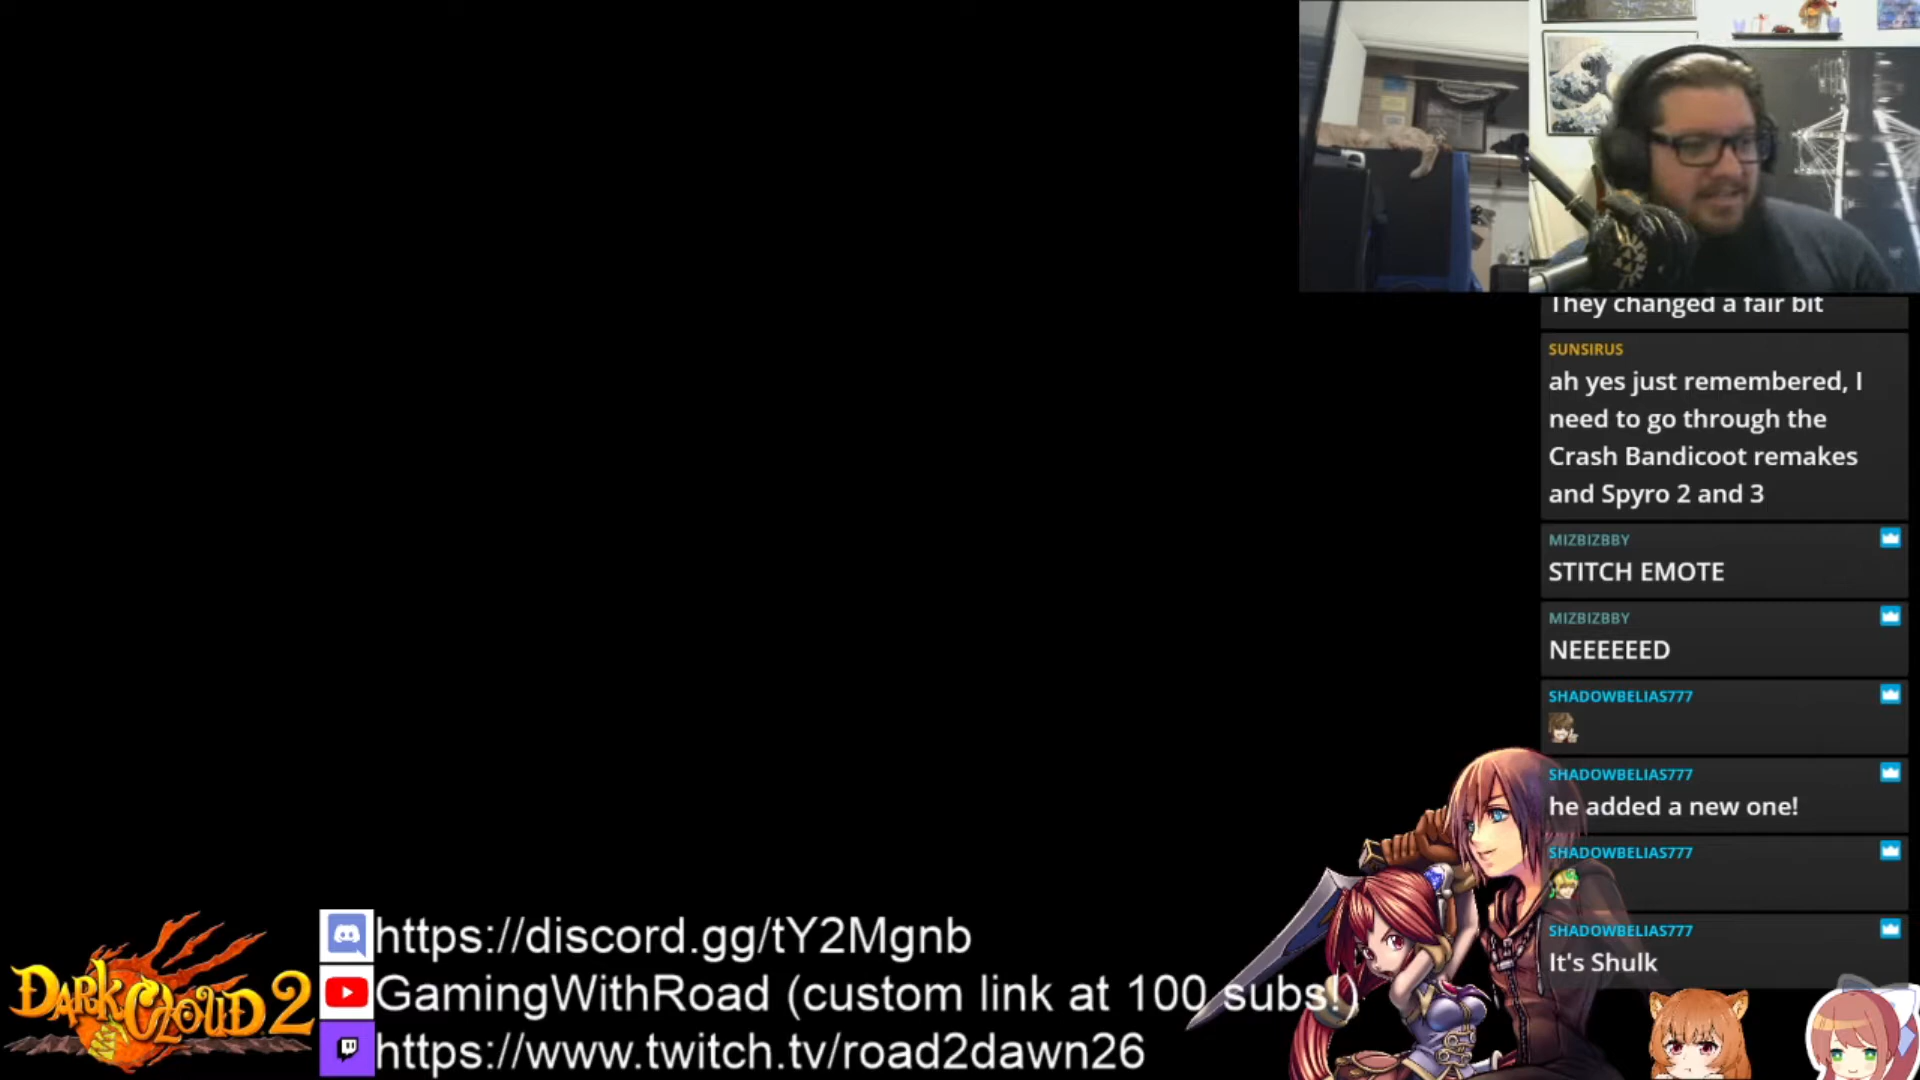 They changed a fair bit
SUNSIRUS
ah yes just remembered, I
need to go through the
Crash Bandicoot remakes
and Spyro 2 and 3
MIZBIZBBY
STITCH EMOTE
MIZBIZBBY
NEEEEEED
SHADOWBELIAS777
SHADOWBELIAS777
he added a new one!
SHADOWBELIAS777
SHADOWBELIAS777
It's Shulk
DARK CLOUD 2
https://discord.gg/tY2Mgnb
GamingWithRoad (custom link at 100 subs!)
https://www.twitch.tv/road2dawn26